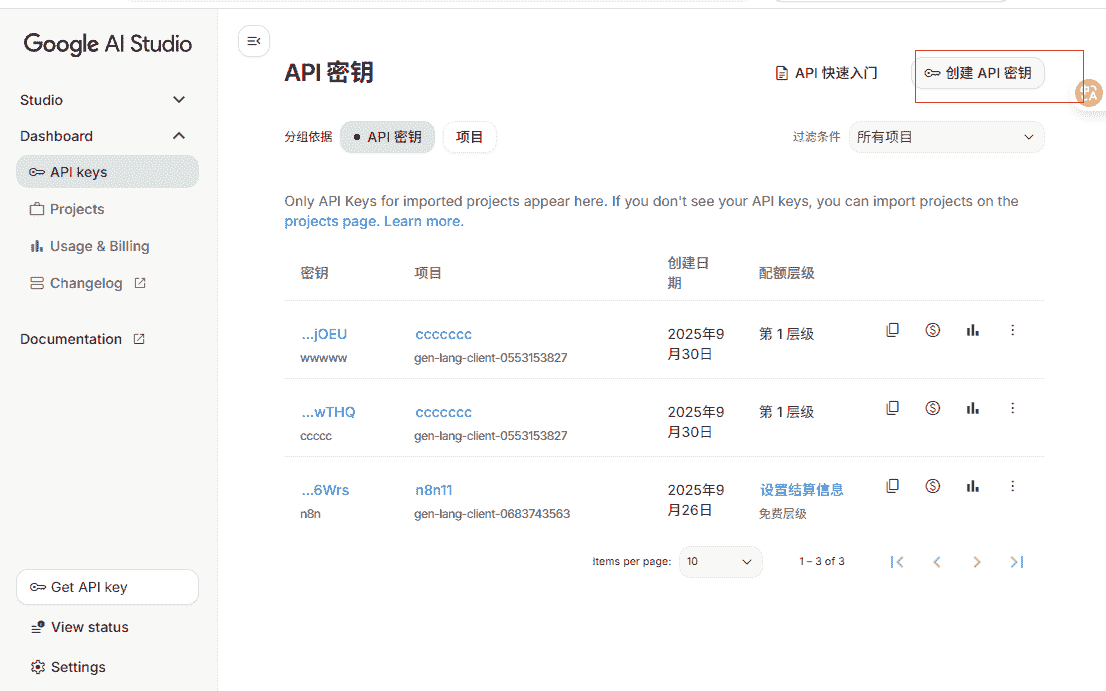 Google AI Studio
Studio
Dashboard
API keys
Projects
Usage & Billing
Changelog
Documentation
Get API key
View status
Settings
API 密钥
API 快速入门
创建 API 密钥
分组依据
API 密钥
项目
过滤条件
所有项目
Only API Keys for imported projects appear here. If you don't see your API keys, you can import projects on the
projects page. Learn more.
密钥
项目
创建日
期
配额层级
...jOEU
wwwww
ccccccc
gen-lang-client-0553153827
2025年9
月30日
第 1 层级
...wTHQ
ccccc
ccccccc
gen-lang-client-0553153827
2025年9
月30日
第 1 层级
...6Wrs
n8n
n8n11
gen-lang-client-0683743563
2025年9
月26日
设置结算信息
免费层级
Items per page:
10
1 – 3 of 3